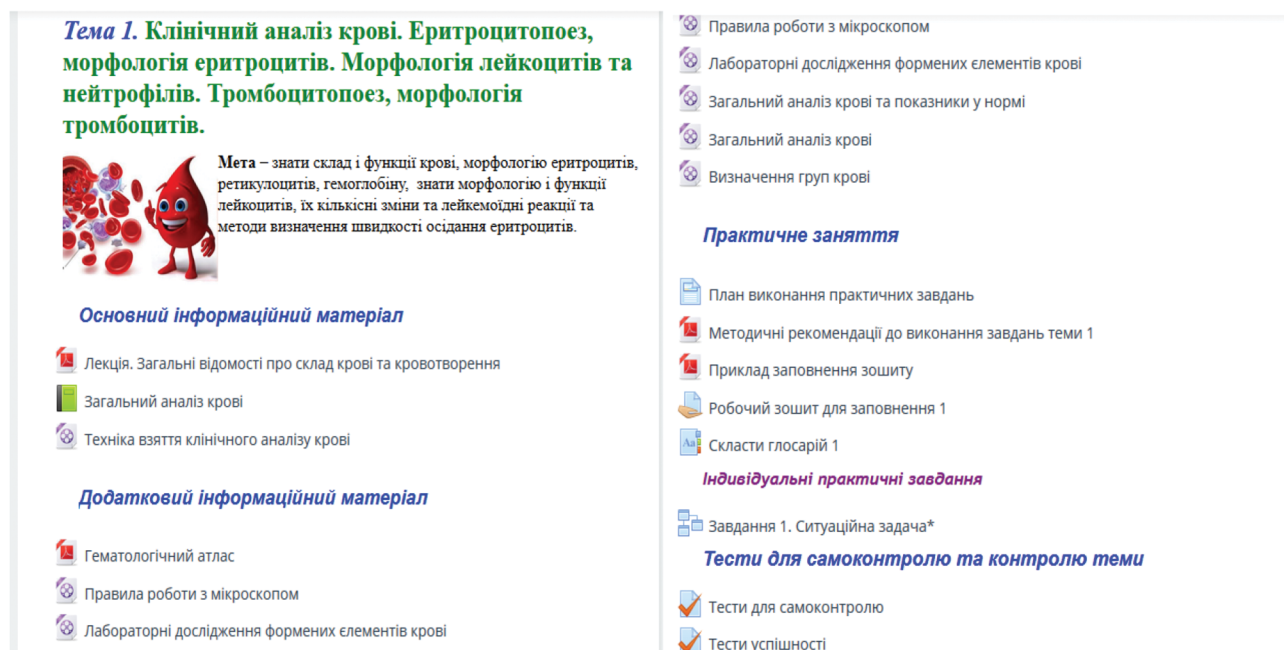 Тема 1. Клінічний аналіз крові. Еритроцитопоез,
морфологія еритроцитів. Морфологія лейкоцитів та
нейтрофілів. Тромбоцитопоез, морфологія
тромбоцитів.
Мета – знати склад і функції крові, морфологію еритроцитів,
ретикулоцитів, гемоглобіну, знати морфологію і функції
лейкоцитів, їх кількісні зміни та лейкемоїдні реакції та
методи визначення швидкості осідання еритроцитів.
Основний інформаційний матеріал
Лекція. Загальні відомості про склад крові та кровотворення
Загальний аналіз крові
Техніка взяття клінічного аналізу крові
Додатковий інформаційний матеріал
Гематологічний атлас
Правила роботи з мікроскопом
Лабораторні дослідження формених єлементів крові
Правила роботи з мікроскопом
Лабораторні дослідження формених єлементів крові
Загальний аналіз крові та показники у нормі
Загальний аналіз крові
Визначення груп крові
Практичне заняття
План виконання практичних завдань
Методичні рекомендації до виконання завдань теми 1
Приклад заповнення зошиту
Робочий зошит для заповнення 1
Скласти глосарій 1
Індивідуальні практичні завдання
Завдання 1. Ситуаційна задача*
Тести для самоконтролю та контролю теми
Тести для самоконтролю
Тести успішності